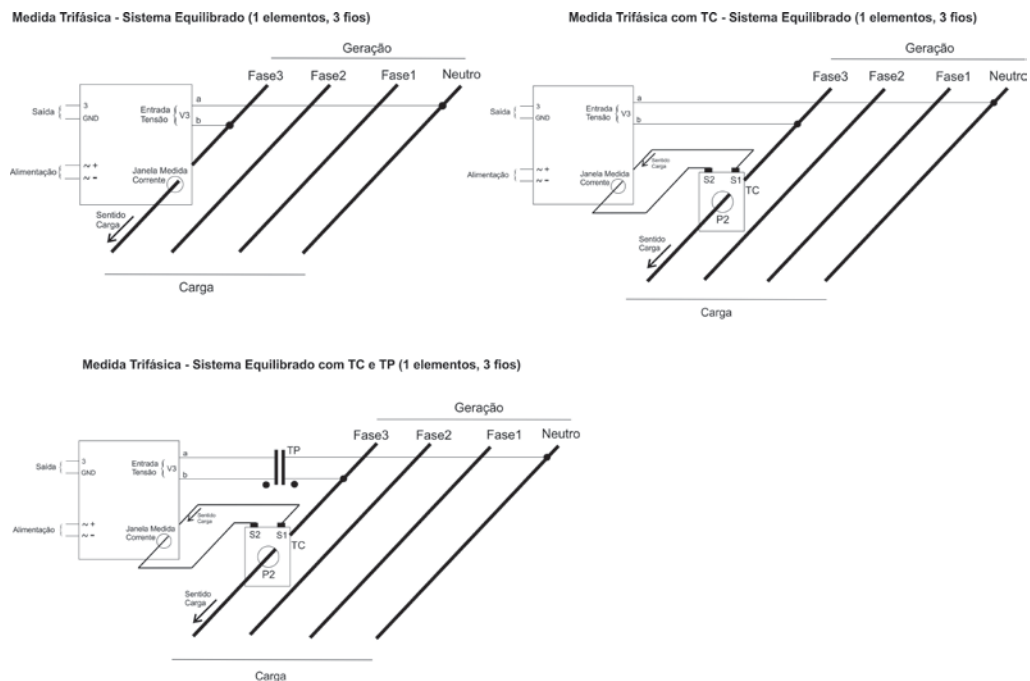 Medida Trifásica - Sistema Equilibrado (1 elementos, 3 fios)
Geração
Fase3 Fase2 Fase1 Neutro
a
b
Saída
3
GND
Entrada
Tensão
V3
Alimentação
~ +
~ -
Janela Medida
Corrente
Sentido
Carga
Carga
Medida Trifásica com TC - Sistema Equilibrado (1 elementos, 3 fios)
Geração
Fase3 Fase2 Fase1 Neutro
a
b
Saída
3
GND
Entrada
Tensão
V3
Alimentação
~ +
~ -
Janela Medida
Corrente
Sentido
Carga
S2 S1
TC
P2
Sentido
Carga
Carga
Medida Trifásica - Sistema Equilibrado com TC e TP (1 elementos, 3 fios)
Geração
Fase3 Fase2 Fase1 Neutro
TP
a
b
Saída
3
GND
Entrada
Tensão
V3
Alimentação
~ +
~ -
Janela Medida
Corrente
Sentido
Carga
S2 S1
TC
P2
Sentido
Carga
Carga